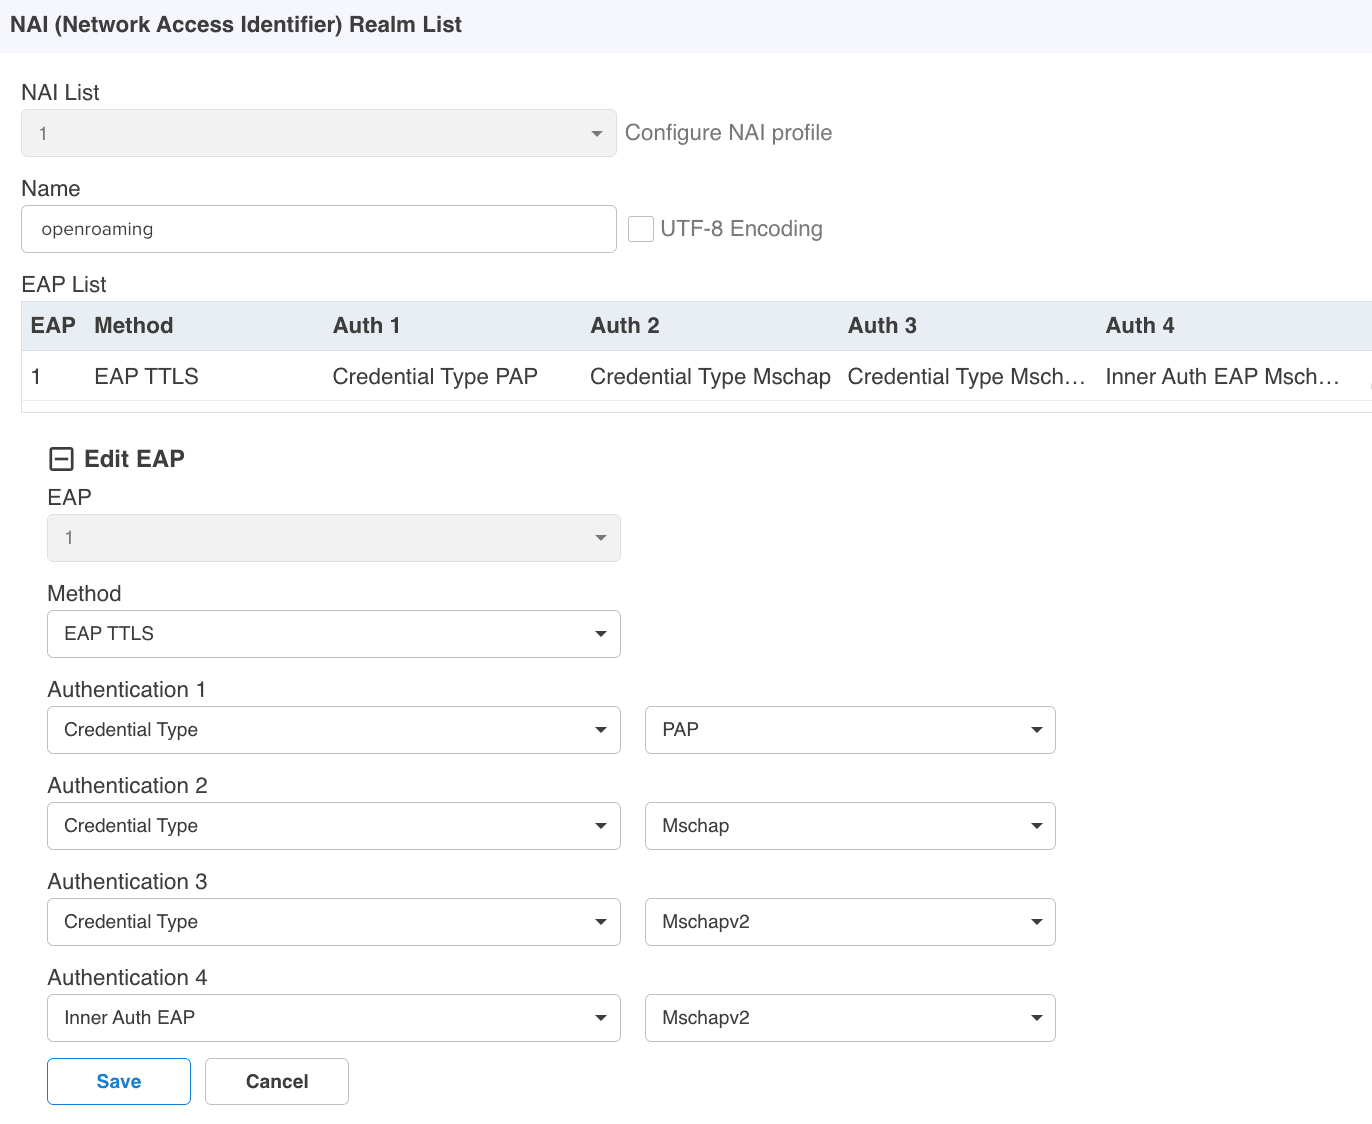 NAI (Network Access Identifier) Realm List
NAI List
1
Configure NAI profile
Name
openroaming
UTF-8 Encoding
EAP List
EAP Method Auth 1 Auth 2 Auth 3 Auth 4
1 EAP TTLS Credential Type PAP Credential Type Mschap Credential Type Msch... Inner Auth EAP Msch...
Edit EAP
EAP
1
Method
EAP TTLS
Authentication 1
Credential Type PAP
Authentication 2
Credential Type Mschap
Authentication 3
Credential Type Mschapv2
Authentication 4
Inner Auth EAP Mschapv2
Save Cancel